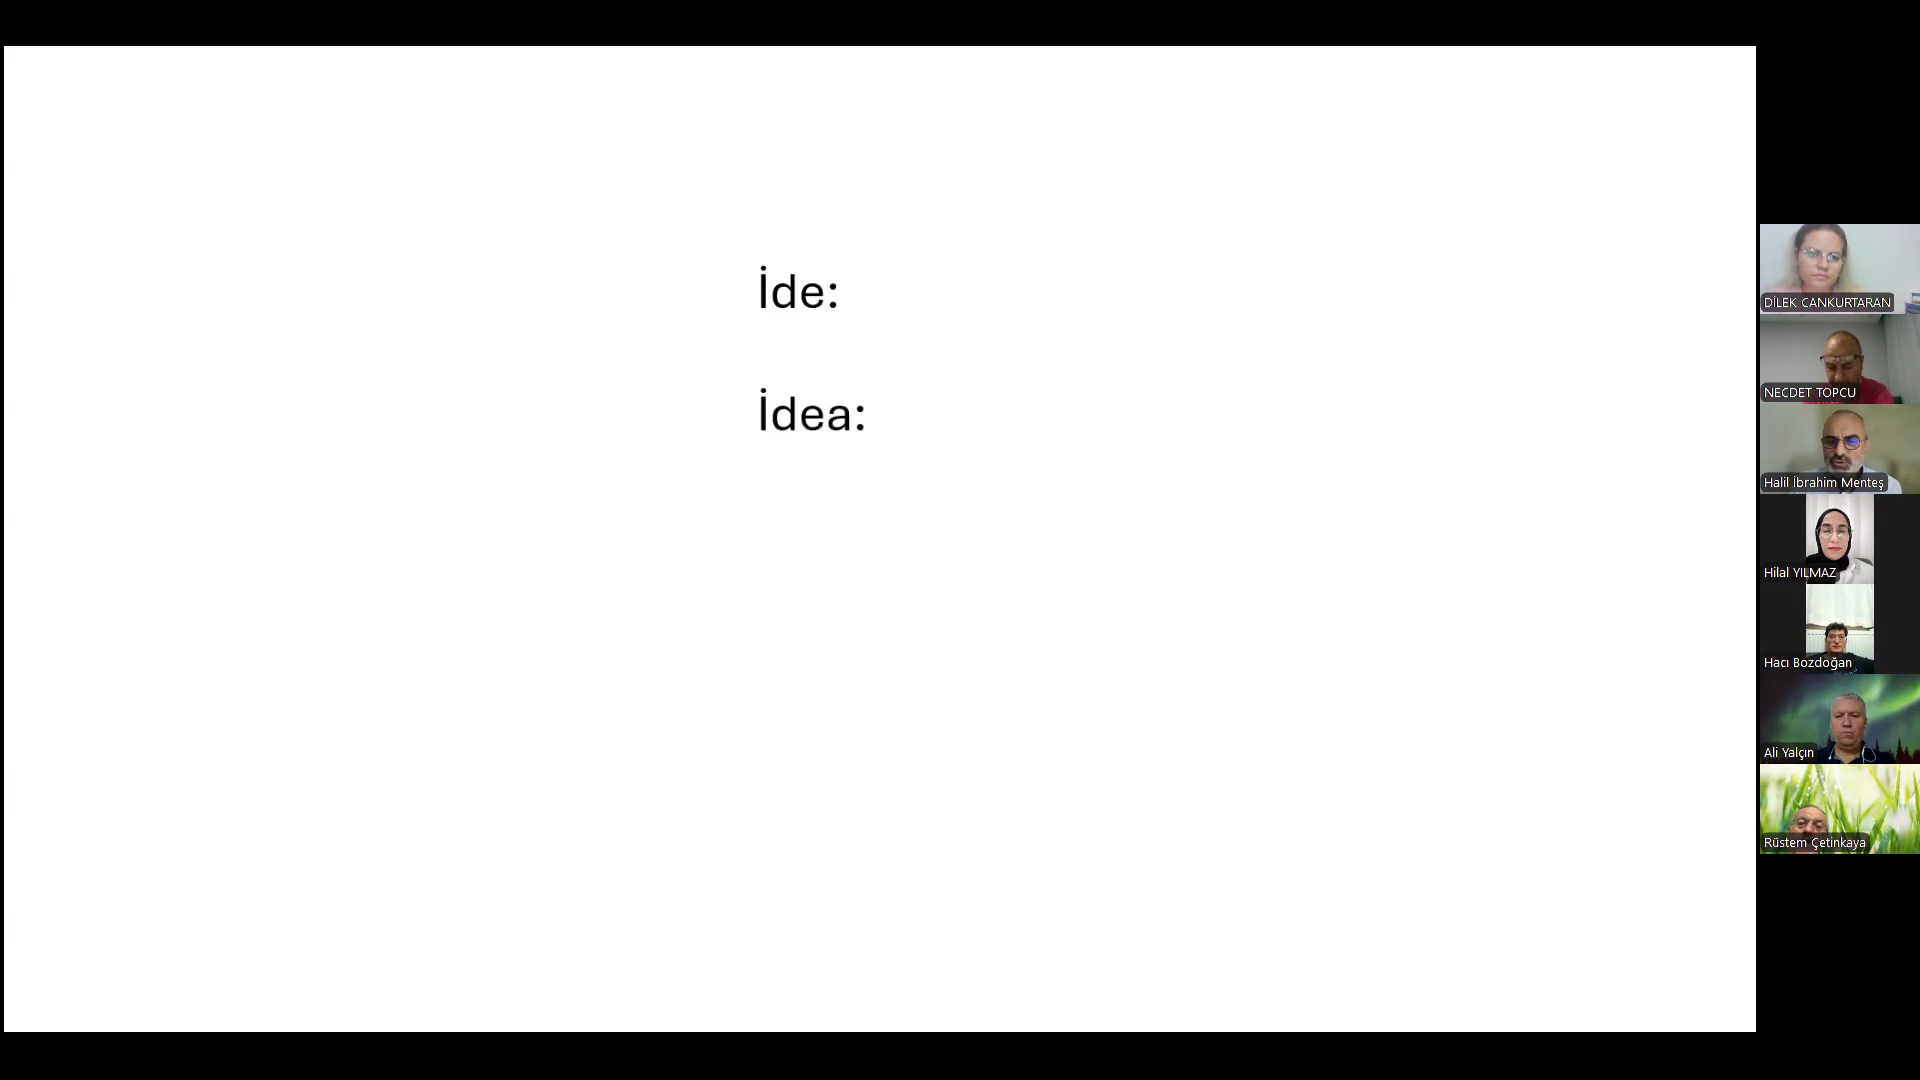 İde:
İdea:
DİLEK CANKURTARAN
NECDET TOPCU
Halil İbrahim Menteş
Hilal YILMAZ
Hacı Bozdoğan
Ali Yalçın
Rüstem Çetinkaya